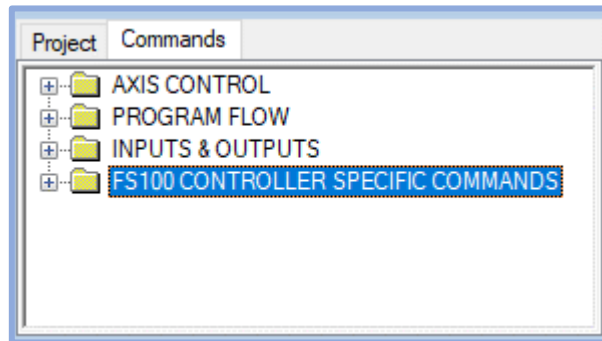 Project Commands
AXIS CONTROL
PROGRAM FLOW
INPUTS & OUTPUTS
FS100 CONTROLLER SPECIFIC COMMANDS